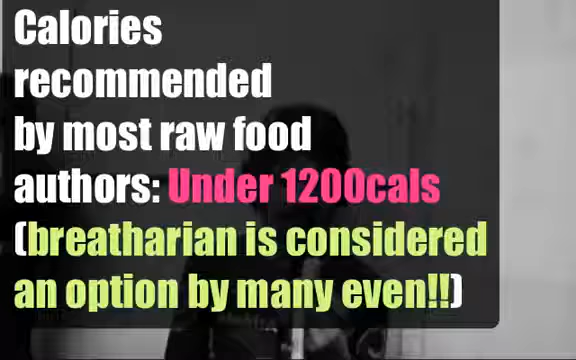 Calories
recommended
by most raw food
authors: Under 1200cals
(breatharian is considered
an option by many even!!)